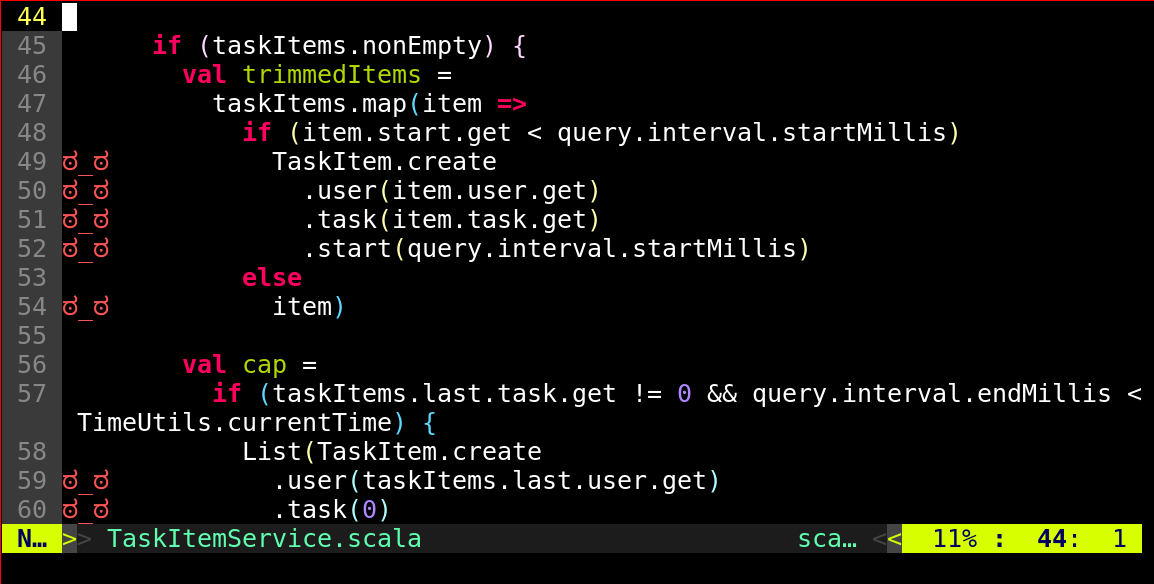 44
45       if (taskItems.nonEmpty) {
46         val trimmedItems =
47           taskItems.map(item =>
48             if (item.start.get < query.interval.startMillis)
49 ಠ_ಠ           TaskItem.create
50 ಠ_ಠ             .user(item.user.get)
51 ಠ_ಠ             .task(item.task.get)
52 ಠ_ಠ             .start(query.interval.startMillis)
53             else
54 ಠ_ಠ           item)
55
56         val cap =
57           if (taskItems.last.task.get != 0 && query.interval.endMillis <
TimeUtils.currentTime) {
58             List(TaskItem.create
59 ಠ_ಠ           .user(taskItems.last.user.get)
60 ಠ_ಠ           .task(0)
N… >> TaskItemService.scala sca… << 11% : 44: 1